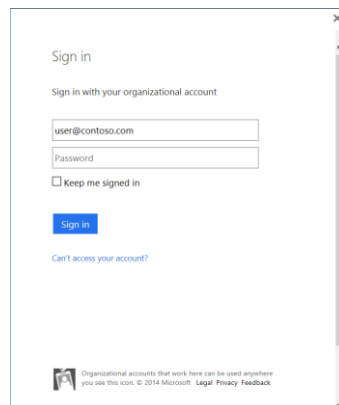 Sign in
Sign in with your organizational account
user@contoso.com
Password
Keep me signed in
Sign in
Can't access your account?
Organizational accounts that work here can be used anywhere
you see this icon. © 2014 Microsoft Legal Privacy Feedback